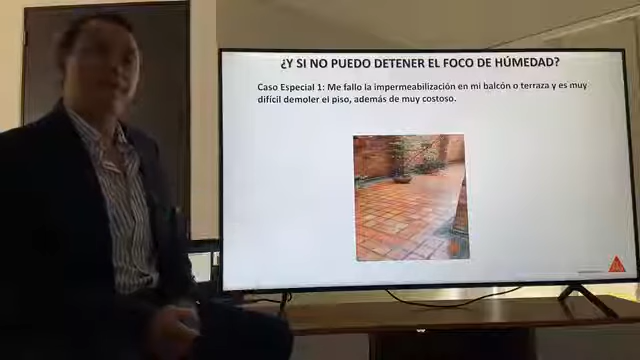 ¿Y SI NO PUEDO DETENER EL FOCO DE HÚMEDAD?
Caso Especial 1: Me fallo la impermeabilización en mi balcón o terraza y es muy
difícil demoler el piso, además de muy costoso.